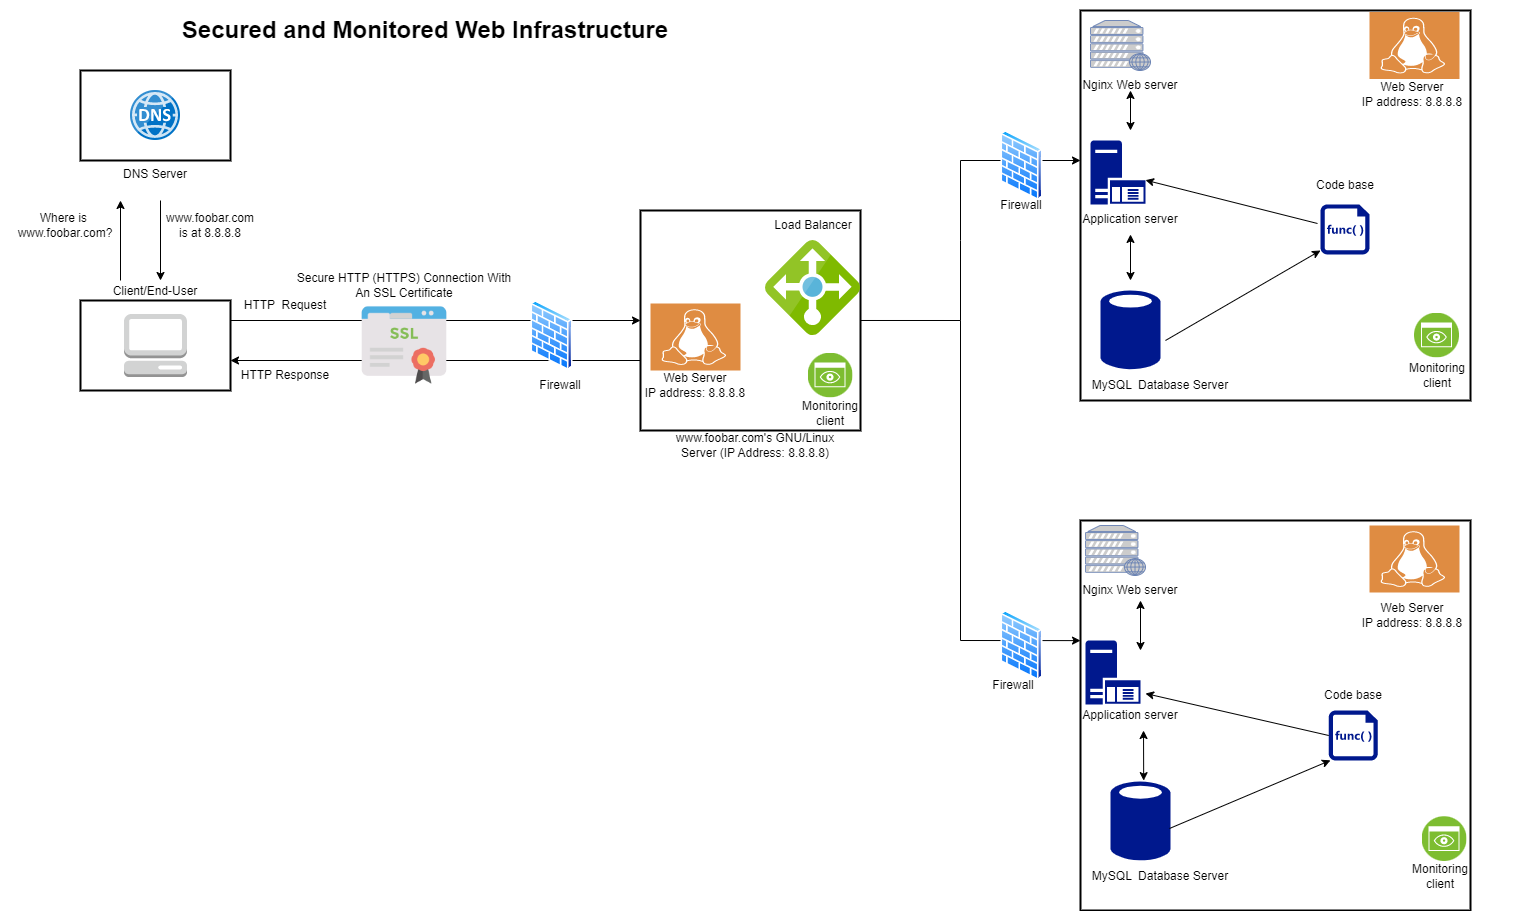 Secured and Monitored Web Infrastructure
DNS
DNS Server
Where is
www.foobar.com?
www.foobar.com
is at 8.8.8.8
Client/End-User
HTTP  Request
HTTP Response
Secure HTTP (HTTPS) Connection With
An SSL Certificate
SSL
Firewall
Load Balancer
Web Server
IP address: 8.8.8.8
Monitoring
client
www.foobar.com's GNU/Linux
Server (IP Address: 8.8.8.8)
Firewall
Nginx Web server
Web Server
IP address: 8.8.8.8
Application server
Code base
func( )
MySQL  Database Server
Monitoring
client
Firewall
Nginx Web server
Web Server
IP address: 8.8.8.8
Application server
Code base
func( )
MySQL  Database Server
Monitoring
client